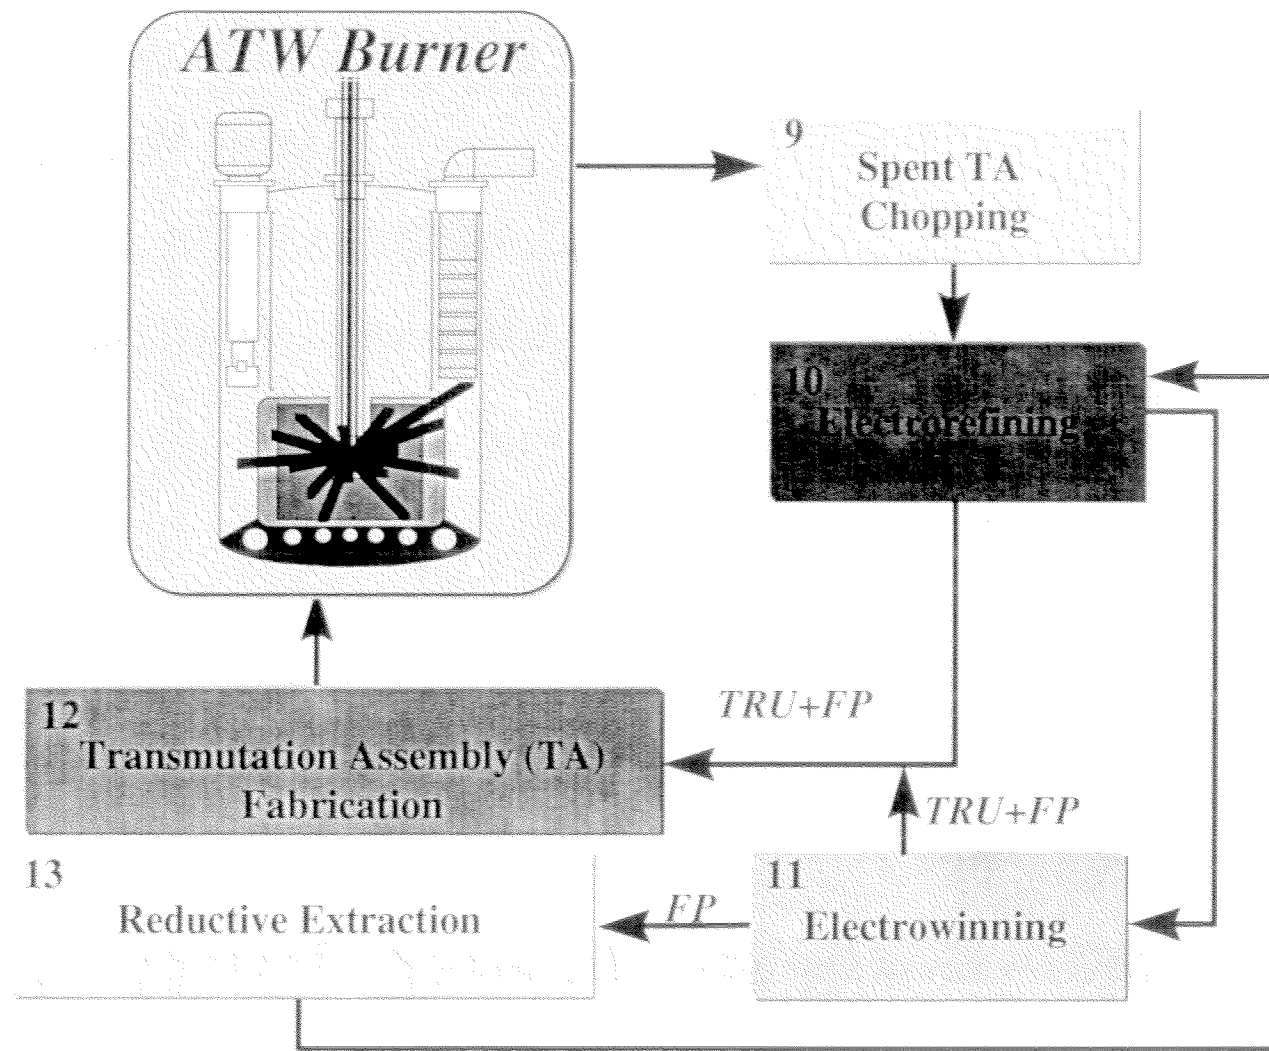 ATW Burner
9
Spent TA
Chopping
10
Electrorefining
12
Transmutation Assembly (TA)
Fabrication
TRU+FP
TRU+FP
13
Reductive Extraction
FP
11
Electrowinning